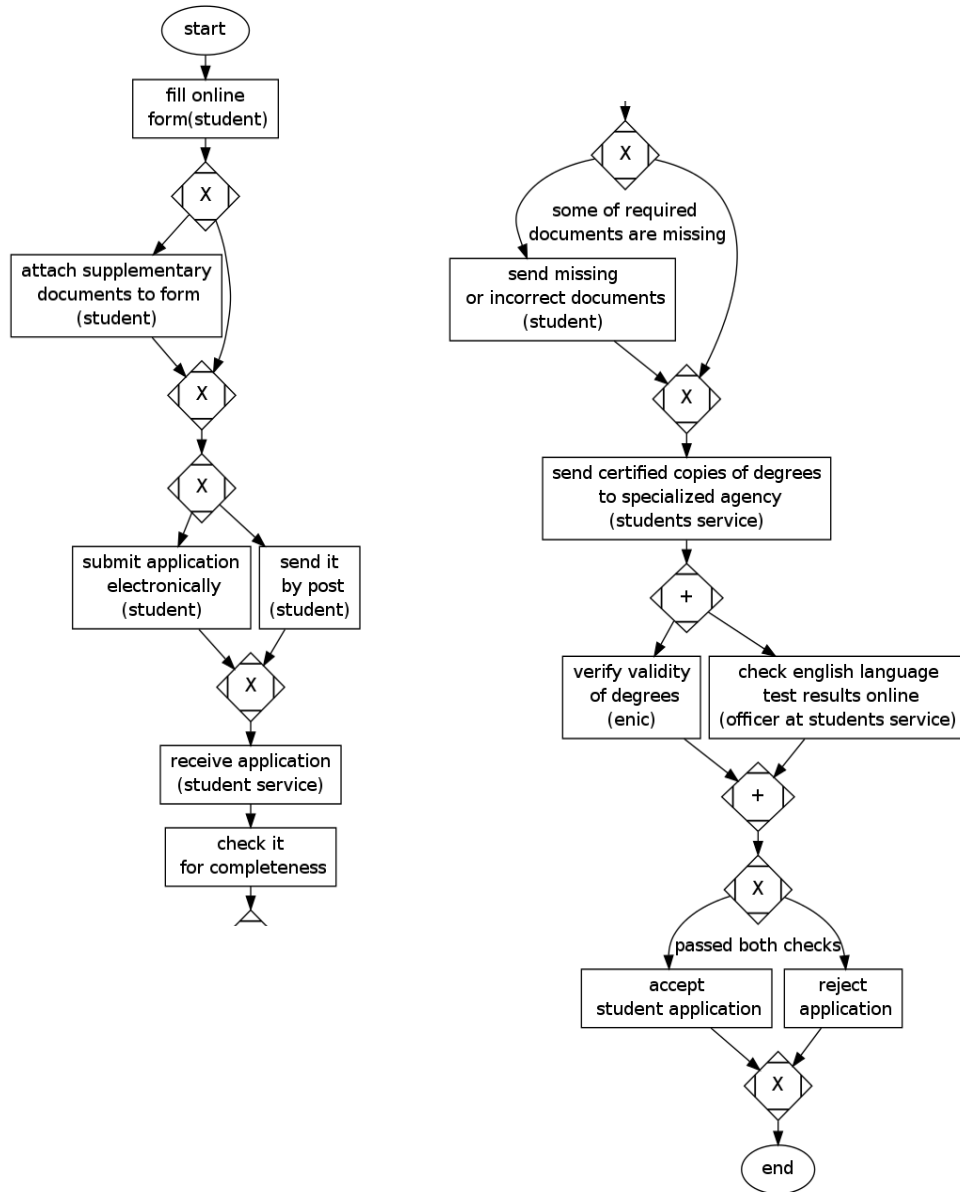 start
fill online
form(student)
X
attach supplementary
documents to form
(student)
X
X
submit application
electronically
(student)
send it
by post
(student)
X
receive application
(student service)
check it
for completeness
X
some of required
documents are missing
send missing
or incorrect documents
(student)
X
send certified copies of degrees
to specialized agency
(students service)
+
verify validity
of degrees
(enic)
check english language
test results online
(officer at students service)
+
X
passed both checks
accept
student application
reject
application
X
end